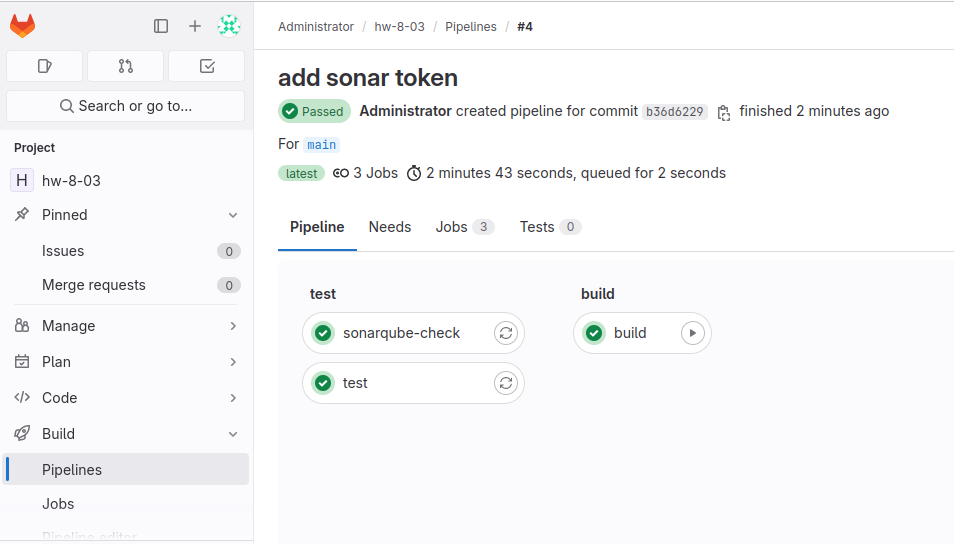 Administrator / hw-8-03 / Pipelines / #4
Search or go to...
Project
H hw-8-03
Pinned
Issues 0
Merge requests 0
Manage
Plan
Code
Build
Pipelines
Jobs
Pipeline editor
add sonar token
Passed Administrator created pipeline for commit b36d6229 finished 2 minutes ago
For main
latest 3 Jobs 2 minutes 43 seconds, queued for 2 seconds
Pipeline Needs Jobs 3 Tests 0
test
sonarqube-check
test
build
build